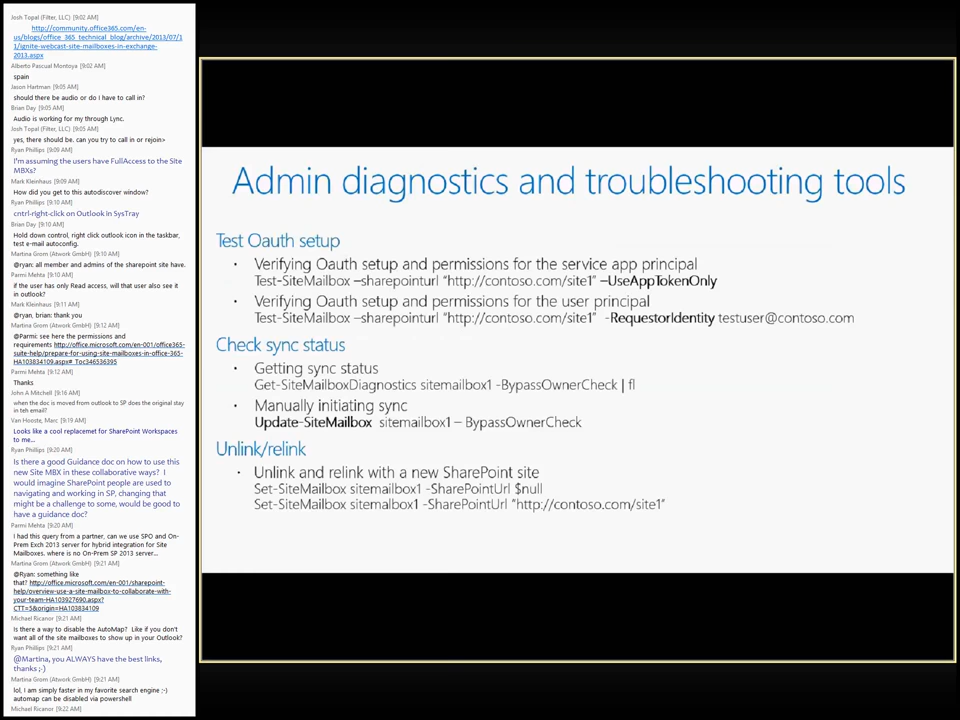 Josh Topal (Filter, LLC) [9:02 AM]
http://community.office365.com/en-
us/blogs/office_365_technical_blog/archive/2013/07/1
1/ignite-webcast-site-mailboxes-in-exchange-
2013.aspx
Alberto Pascual Montoya [9:02 AM]
spain
Jason Hartman [9:05 AM]
should there be audio or do I have to call in?
Brian Day [9:05 AM]
Audio is working for my through Lync.
Josh Topal (Filter, LLC) [9:05 AM]
yes, there should be. can you try to call in or rejoin>
Ryan Phillips [9:09 AM]
I'm assuming the users have FullAccess to the Site
MBXs?
Mark Kleinhaus [9:09 AM]
How did you get to this autodiscover window?
Ryan Phillips [9:10 AM]
cntrl-right-click on Outlook in SysTray
Brian Day [9:10 AM]
Hold down control, right click outlook icon in the taskbar,
test e-mail autoconfig.
Martina Grom (Atwork GmbH) [9:10 AM]
@ryan: all member and admins of the sharepoint site have.
Parmi Mehta [9:10 AM]
if the user has only Read access, will that user also see it
in outlook?
Mark Kleinhaus [9:11 AM]
@ryan, brian: thank you
Martina Grom (Atwork GmbH) [9:12 AM]
@Parmi: see here the permissions and
requirements http://office.microsoft.com/en-001/office365-
suite-help/prepare-for-using-site-mailboxes-in-office-365-
HA103834109.aspx#_Toc346536395
Parmi Mehta [9:12 AM]
Thanks
John A Mitchell [9:16 AM]
when the doc is moved from outlook to SP does the original stay
in teh email?
Van Hooste, Marc [9:19 AM]
Looks like a cool replacemet for SharePoint Workspaces
to me...
Ryan Phillips [9:20 AM]
Is there a good Guidance doc on how to use this
new Site MBX in these collaborative ways? I
would imagine SharePoint people are used to
navigating and working in SP, changing that
might be a challenge to some, would be good to
have a guidance doc?
Parmi Mehta [9:20 AM]
I had this query from a partner, can we use SPO and On-
Prem Exch 2013 server for hybrid integration for Site
Mailboxes. where is no On-Prem SP 2013 server...
Martina Grom (Atwork GmbH) [9:21 AM]
@Ryan: something like
that? http://office.microsoft.com/en-001/sharepoint-
help/overview-use-a-site-mailbox-to-collaborate-with-
your-team-HA103927690.aspx?
CTT=5&origin=HA103834109
Michael Ricanor [9:21 AM]
Is there a way to disable the AutoMap? Like if you don't
want all of the site mailboxes to show up in your Outlook?
Ryan Phillips [9:21 AM]
@Martina, you ALWAYS have the best links,
thanks ;-)
Martina Grom (Atwork GmbH) [9:21 AM]
lol, I am simply faster in my favorite search engine ;-)
automap can be disabled via powershell
Michael Ricanor [9:22 AM]
Admin diagnostics and troubleshooting tools
Test Oauth setup
• Verifying Oauth setup and permissions for the service app principal
Test-SiteMailbox –sharepointurl "http://contoso.com/site1" –UseAppTokenOnly
• Verifying Oauth setup and permissions for the user principal
Test-SiteMailbox –sharepointurl "http://contoso.com/site1" -RequestorIdentity testuser@contoso.com
Check sync status
• Getting sync status
Get-SiteMailboxDiagnostics sitemailbox1 -BypassOwnerCheck | fl
• Manually initiating sync
Update-SiteMailbox sitemailbox1 – BypassOwnerCheck
Unlink/relink
• Unlink and relink with a new SharePoint site
Set-SiteMailbox sitemailbox1 -SharePointUrl $null
Set-SiteMailbox sitemalbox1 -SharePointUrl "http://contoso.com/site1"